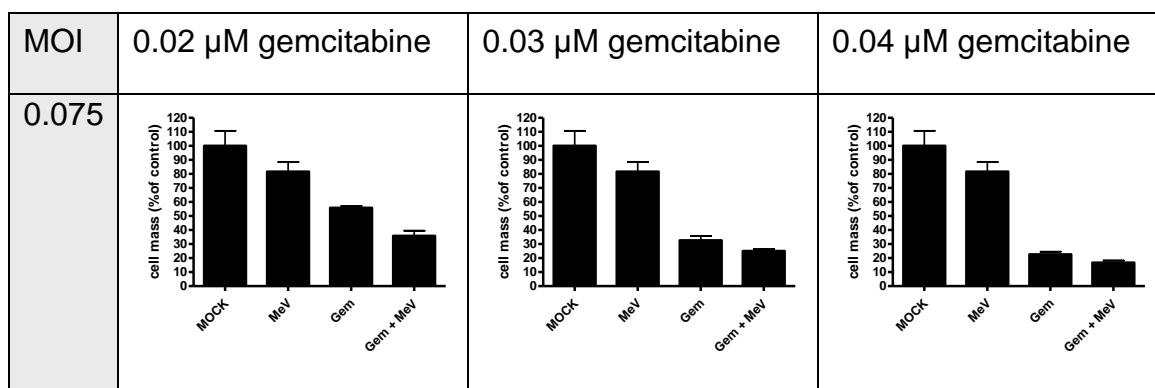 MOI
0.02 µM gemcitabine
0.03 µM gemcitabine
0.04 µM gemcitabine
0.075
cell mass (%of control)
120
110
100
90
80
70
60
50
40
30
20
10
0
MOCK
MeV
Gem
Gem + MeV
cell mass (%of control)
120
110
100
90
80
70
60
50
40
30
20
10
0
MOCK
MeV
Gem
Gem + MeV
cell mass (%of control)
120
110
100
90
80
70
60
50
40
30
20
10
0
MOCK
MeV
Gem
Gem + MeV